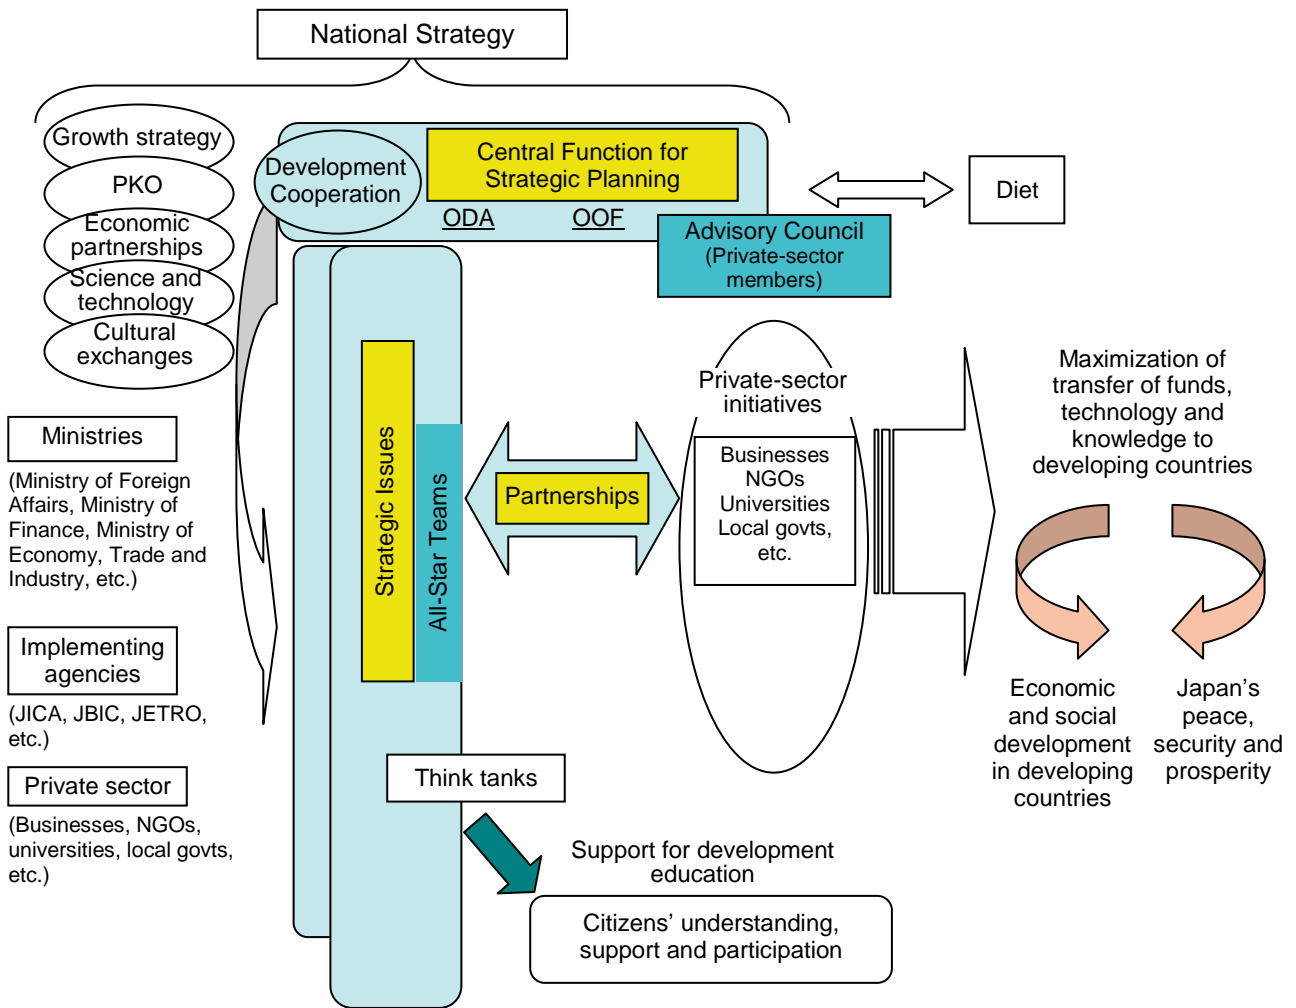 National Strategy
Growth strategy
PKO
Economic
partnerships
Science and
technology
Cultural
exchanges
Development
Cooperation
Central Function for
Strategic Planning
ODA
OOF
Advisory Council
(Private-sector
members)
Diet
Ministries
(Ministry of Foreign
Affairs, Ministry of
Finance, Ministry of
Economy, Trade and
Industry, etc.)
Implementing
agencies
(JICA, JBIC, JETRO,
etc.)
Private sector
(Businesses, NGOs,
universities, local govts,
etc.)
Strategic Issues
All-Star Teams
Partnerships
Private-sector
initiatives
Businesses
NGOs
Universities
Local govts,
etc.
Maximization of
transfer of funds,
technology and
knowledge to
developing countries
Economic
and social
development
in developing
countries
Japan’s
peace,
security and
prosperity
Think tanks
Support for development
education
Citizens’ understanding,
support and participation